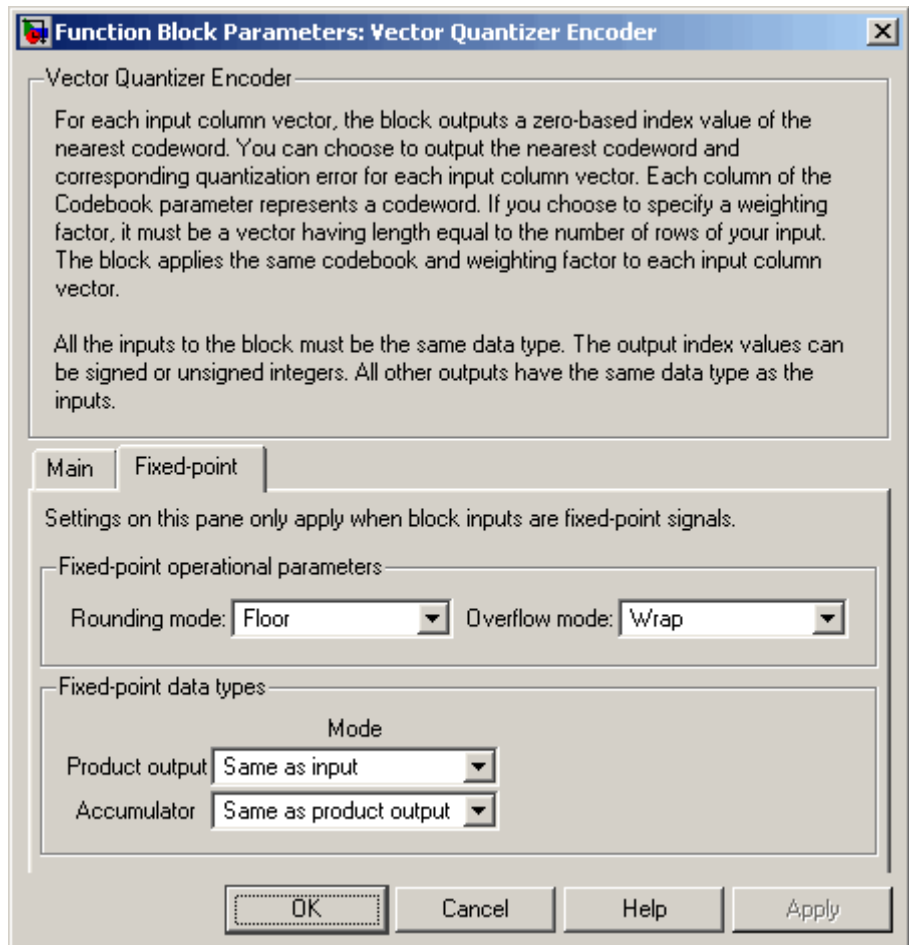 Function Block Parameters: Vector Quantizer Encoder
Vector Quantizer Encoder
For each input column vector, the block outputs a zero-based index value of the
nearest codeword. You can choose to output the nearest codeword and
corresponding quantization error for each input column vector. Each column of the
Codebook parameter represents a codeword. If you choose to specify a weighting
factor, it must be a vector having length equal to the number of rows of your input.
The block applies the same codebook and weighting factor to each input column
vector.
All the inputs to the block must be the same data type. The output index values can
be signed or unsigned integers. All other outputs have the same data type as the
inputs.
Main Fixed-point
Settings on this pane only apply when block inputs are fixed-point signals.
Fixed-point operational parameters
Rounding mode: Floor Overflow mode: Wrap
Fixed-point data types
Mode
Product output Same as input
Accumulator Same as product output
OK Cancel Help Apply